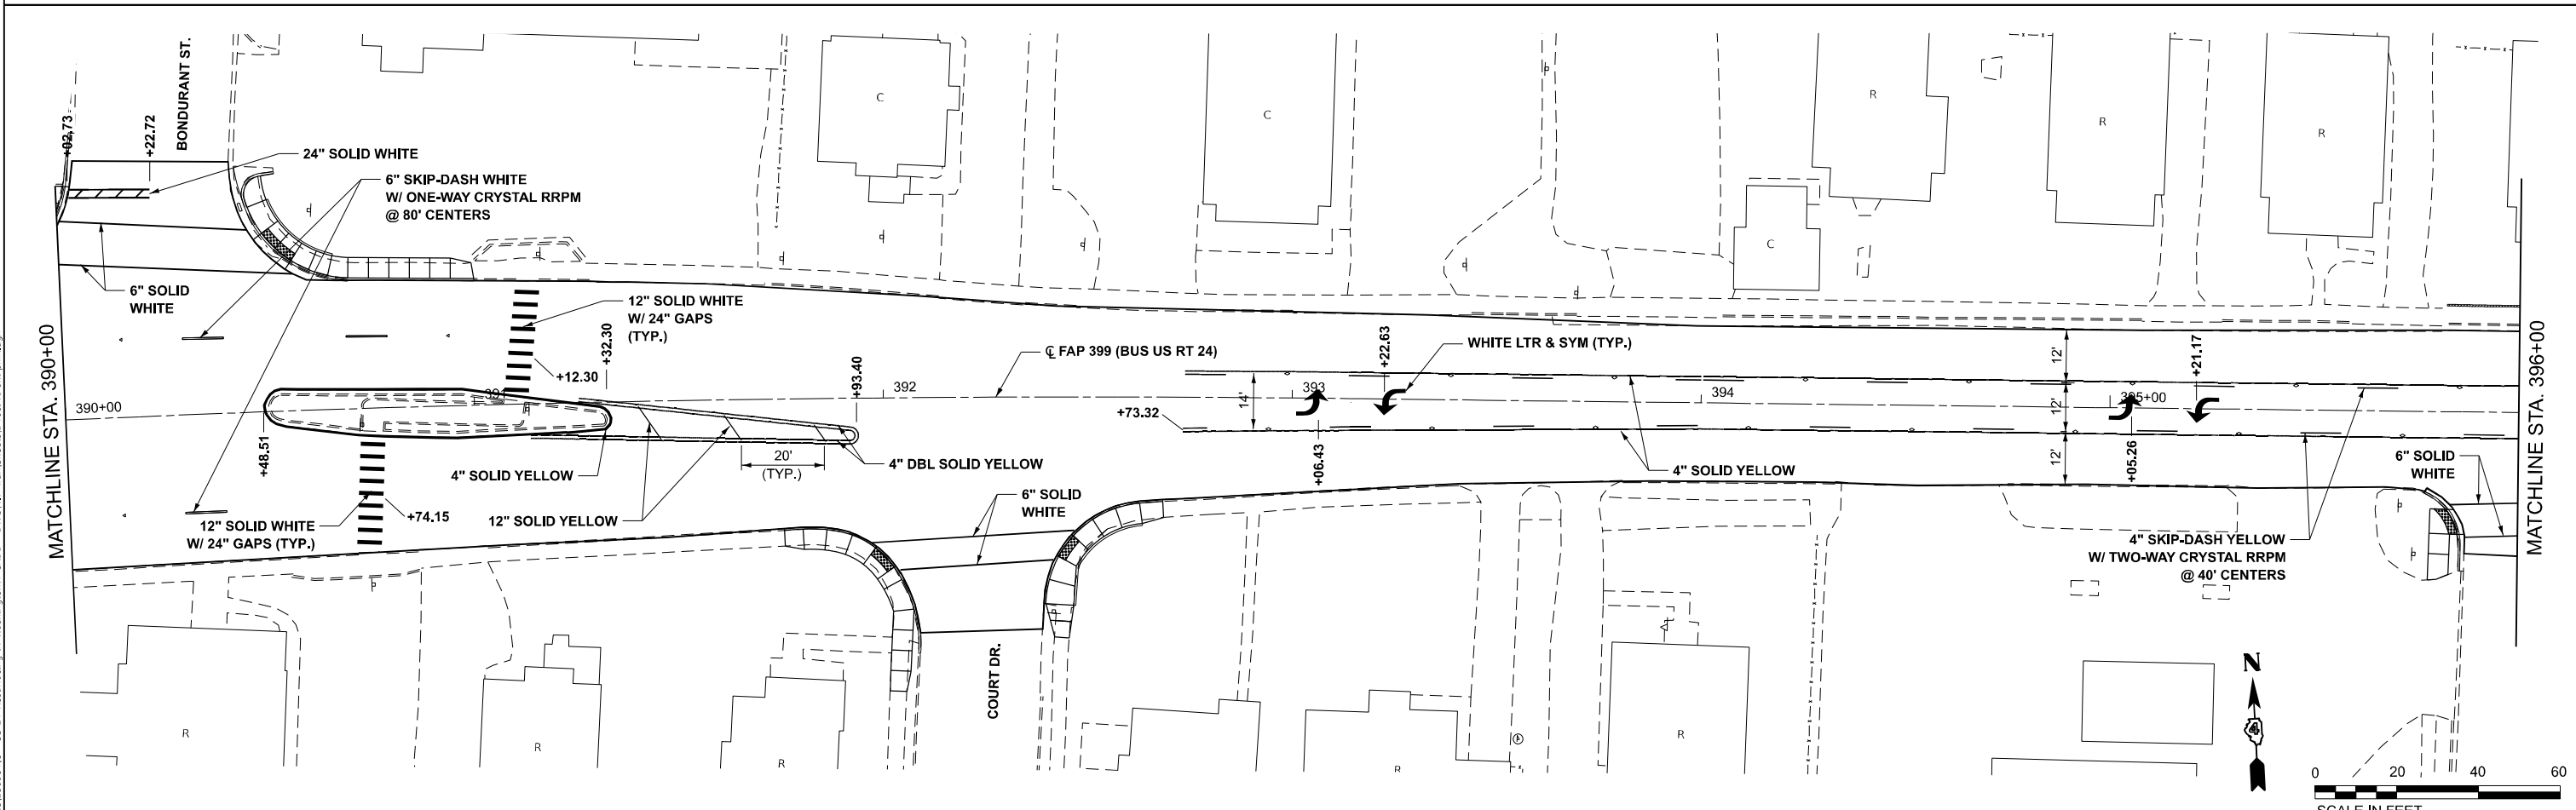 BONDURANT ST.
+02.73
+22.72
24" SOLID WHITE
6" SKIP-DASH WHITE
W/ ONE-WAY CRYSTAL RRPM
@ 80' CENTERS
6" SOLID
WHITE
12" SOLID WHITE
W/ 24" GAPS
(TYP.)
+32.30
+12.30
℄ FAP 399 (BUS US RT 24)
+22.63
WHITE LTR & SYM (TYP.)
+21.17
12'
12'
12'
14'
MATCHLINE STA. 390+00
390+00
392
393
394
395+00
MATCHLINE STA. 396+00
+93.40
+73.32
+48.51
4" SOLID YELLOW
20'
(TYP.)
4" DBL SOLID YELLOW
+06.43
4" SOLID YELLOW
+05.26
6" SOLID
WHITE
12" SOLID WHITE
W/ 24" GAPS (TYP.)
+74.15
12" SOLID YELLOW
6" SOLID
WHITE
4" SKIP-DASH YELLOW
W/ TWO-WAY CRYSTAL RRPM
@ 40' CENTERS
COURT DR.
C
C
C
R
R
R
R
R
R
R
R
N
4
0 20 40 60
SCALE IN FEET